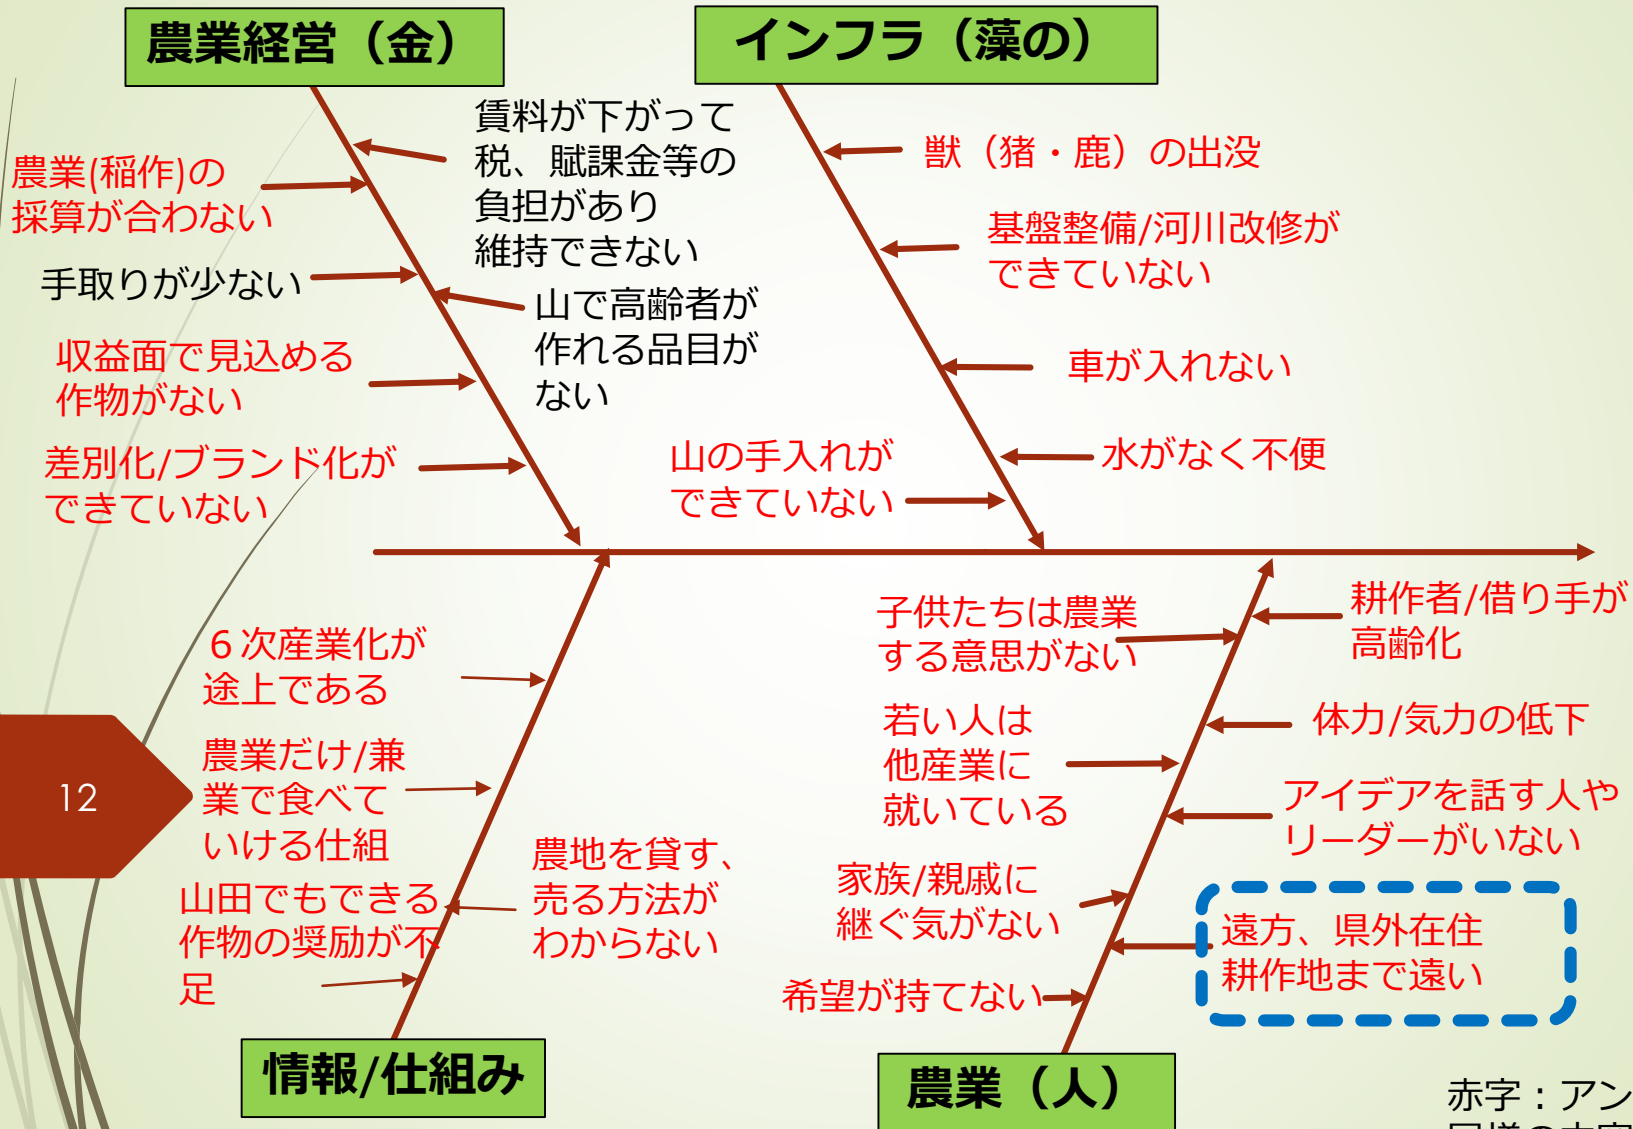 農業経営（金）
インフラ（藻の）
賃料が下がって
税、賦課金等の
負担があり
維持できない
農業(稲作)の
採算が合わない
手取りが少ない
山で高齢者が
作れる品目が
ない
収益面で見込める
作物がない
差別化/ブランド化が
できていない
獣（猪・鹿）の出没
基盤整備/河川改修が
できていない
車が入れない
水がなく不便
山の手入れが
できていない
６次産業化が
途上である
農業だけ/兼
業で食べて
いける仕組
山田でもできる
作物の奨励が不
足
農地を貸す、
売る方法が
わからない
子供たちは農業
する意思がない
耕作者/借り手が
高齢化
若い人は
他産業に
就いている
体力/気力の低下
アイデアを話す人や
リーダーがいない
家族/親戚に
継ぐ気がない
遠方、県外在住
耕作地まで遠い
希望が持てない
情報/仕組み
農業（人）
12
赤字：アン